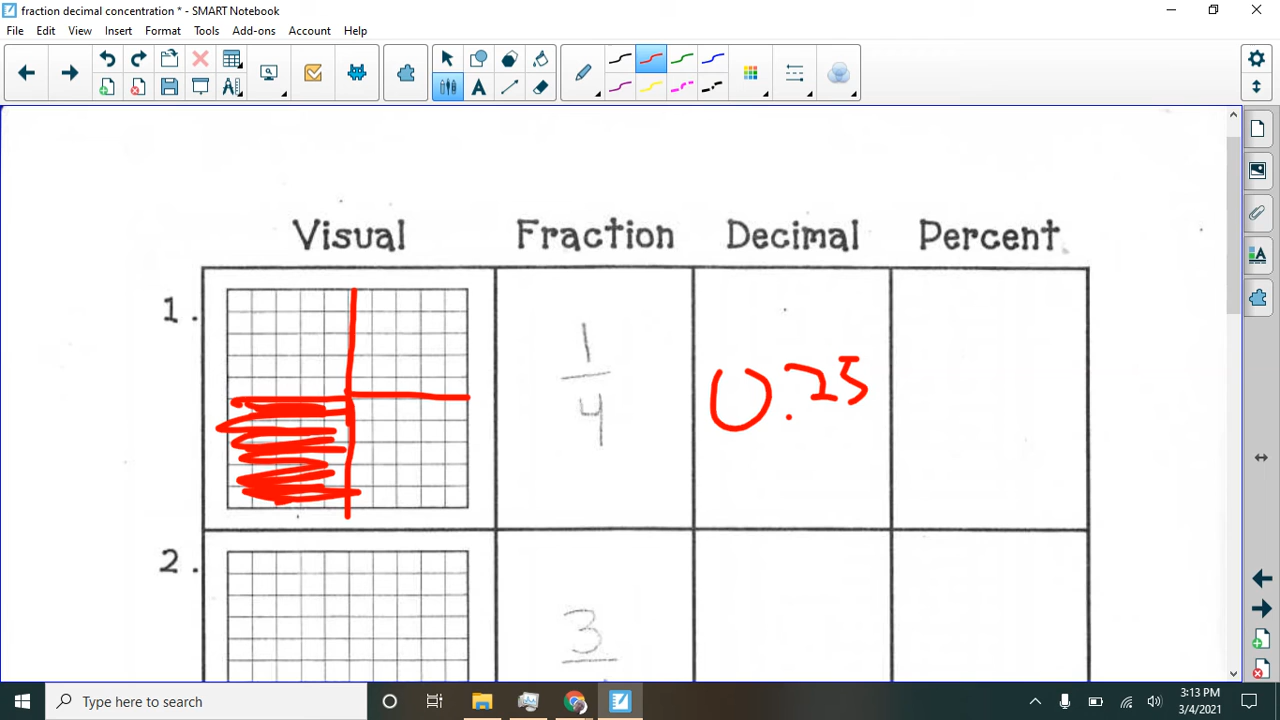 fraction decimal concentration * - SMART Notebook
File Edit View Insert Format Tools Add-ons Account Help
Visual Fraction Decimal Percent
1.
1
4
0.25
2.
3
Type here to search
3:13 PM
3/4/2021